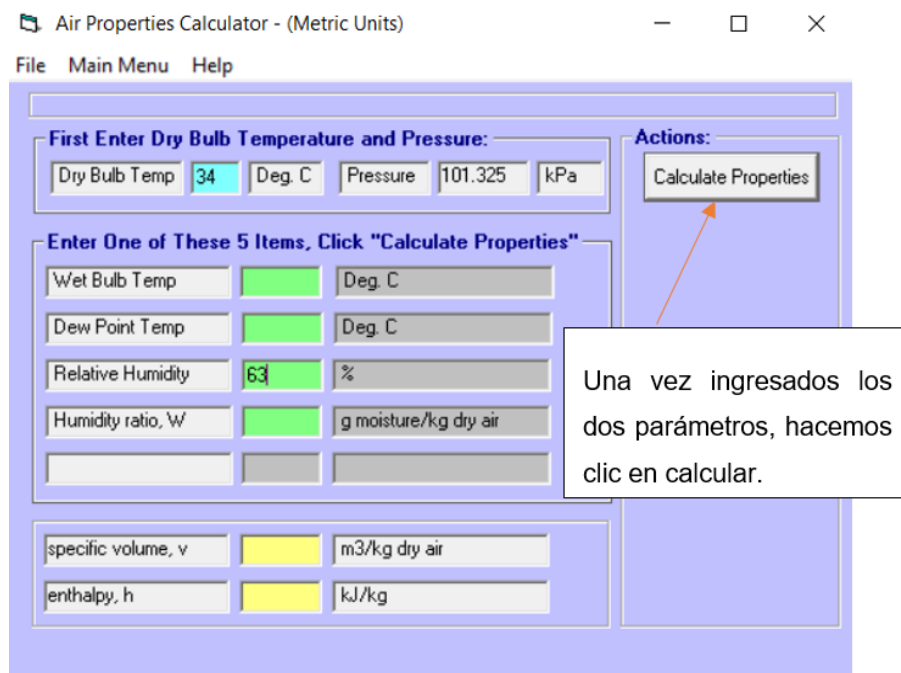 Air Properties Calculator - (Metric Units)
File Main Menu Help
First Enter Dry Bulb Temperature and Pressure:
Dry Bulb Temp 34 Deg. C Pressure 101.325 kPa
Actions:
Calculate Properties
Enter One of These 5 Items, Click "Calculate Properties"
Wet Bulb Temp Deg. C
Dew Point Temp Deg. C
Relative Humidity 63 %
Humidity ratio, W g moisture/kg dry air
Una vez ingresados los
dos parámetros, hacemos
clic en calcular.
specific volume, v m3/kg dry air
enthalpy, h kJ/kg